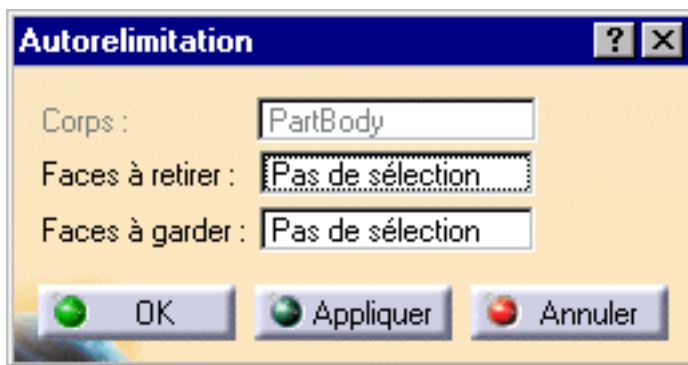 Autorelimitation ? X
Corps : PartBody
Faces à retirer : Pas de sélection
Faces à garder : Pas de sélection
OK Appliquer Annuler